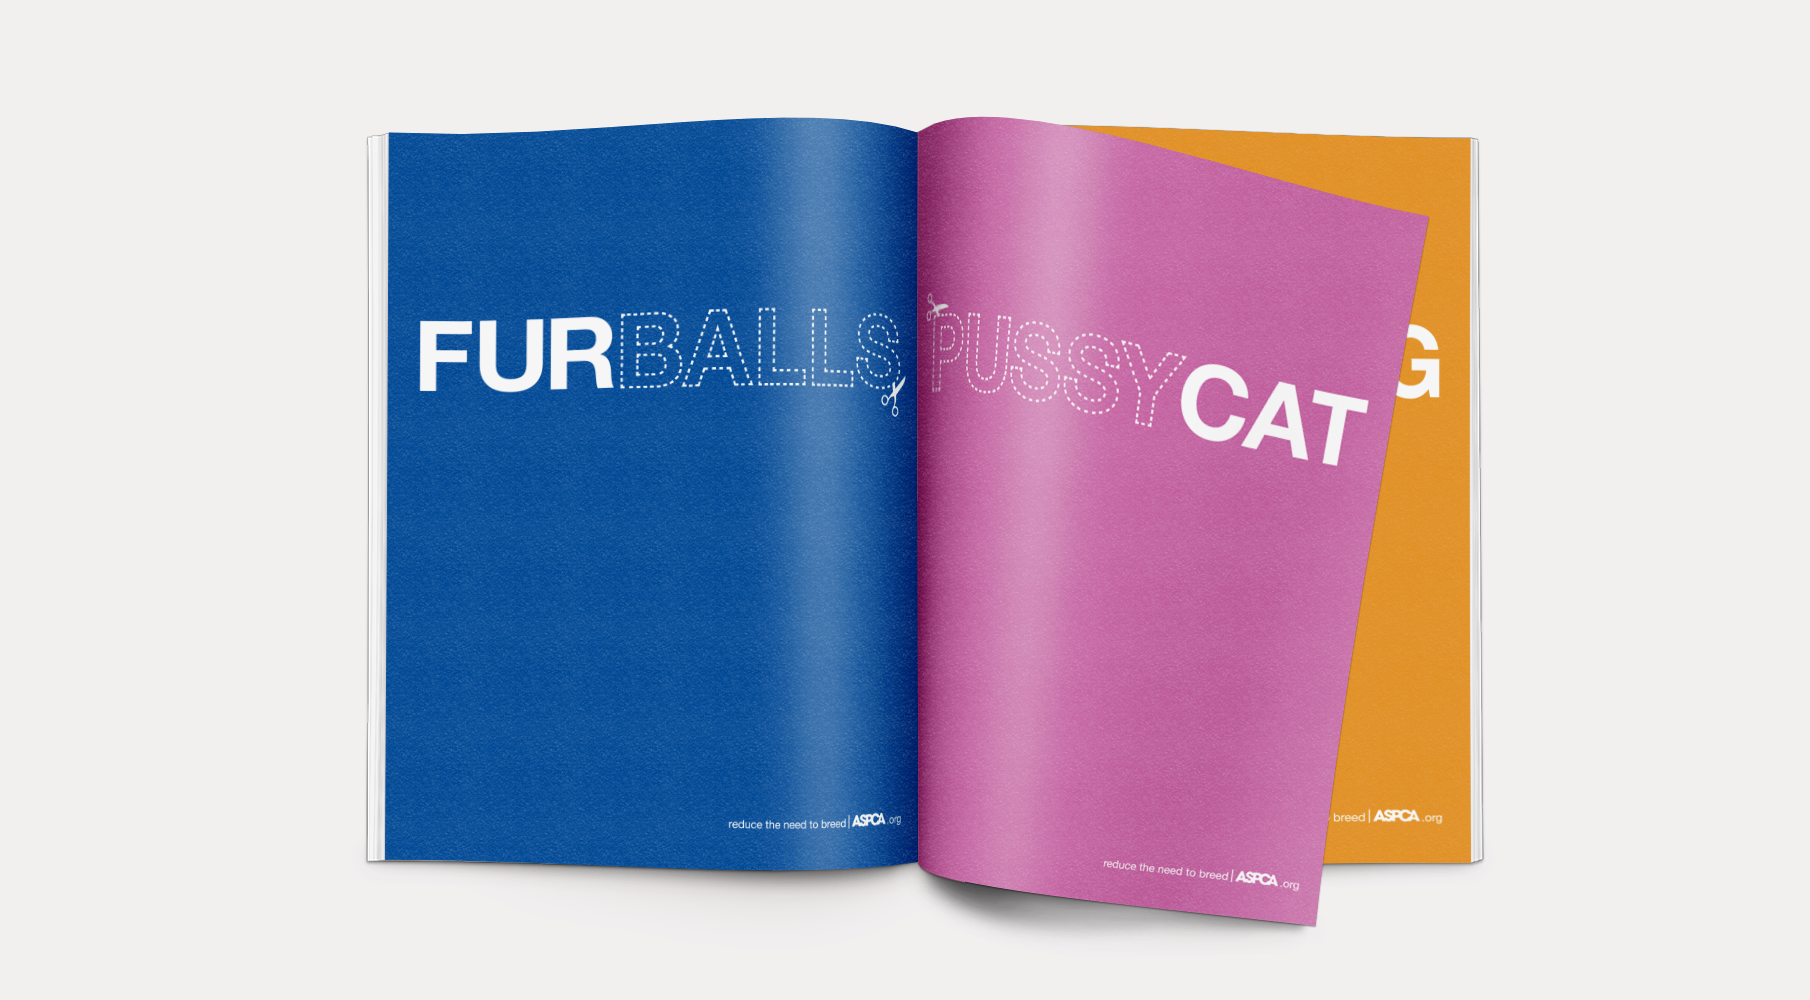 FURBALLS
reduce the need to breed | ASPCA.org
PUSSYCAT
reduce the need to breed | ASPCA.org
G
breed | ASPCA.org